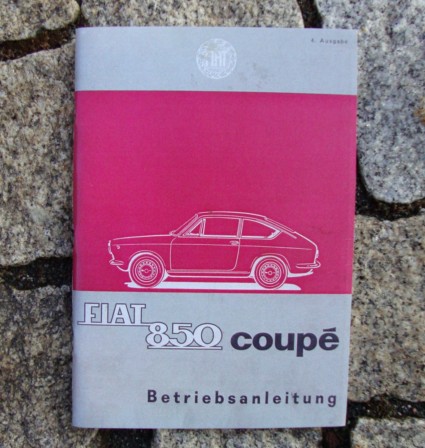 4. Ausgabe
FIAT
850 coupé
Betriebsanleitung